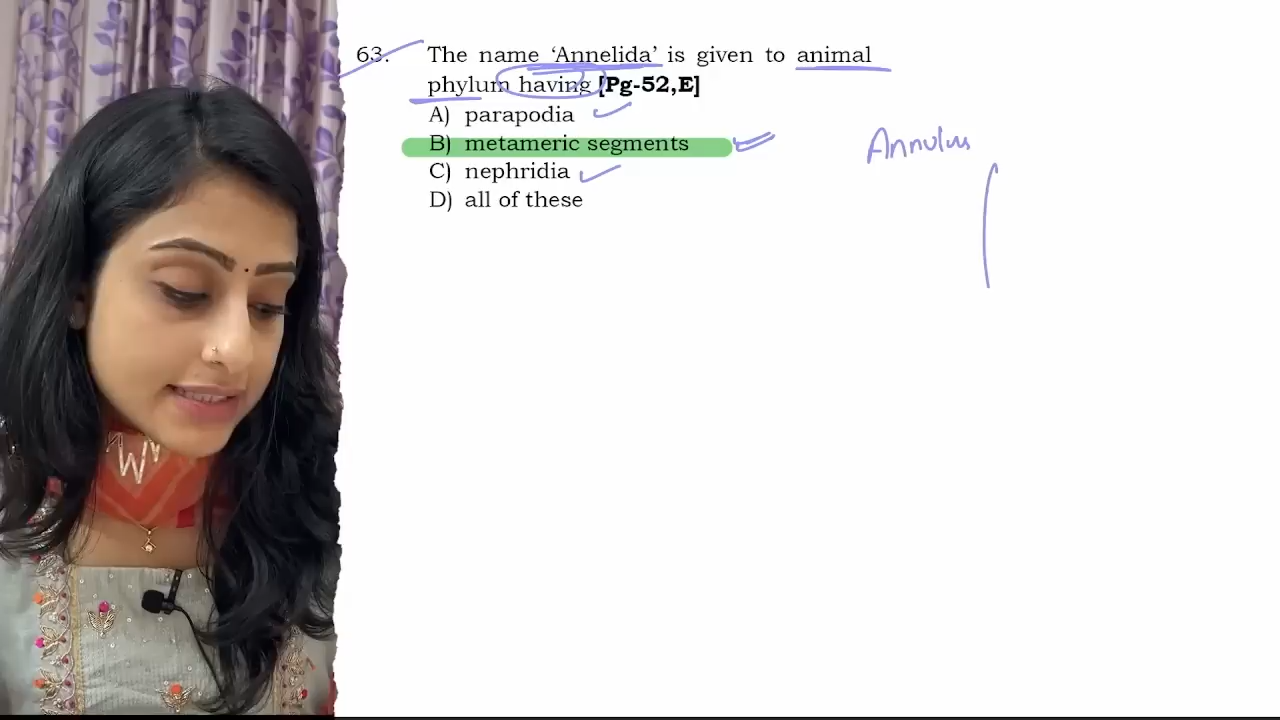 63. The name ‘Annelida’ is given to animal
phylum having [Pg-52,E]
A) parapodia
B) metameric segments
C) nephridia
D) all of these
Annulus